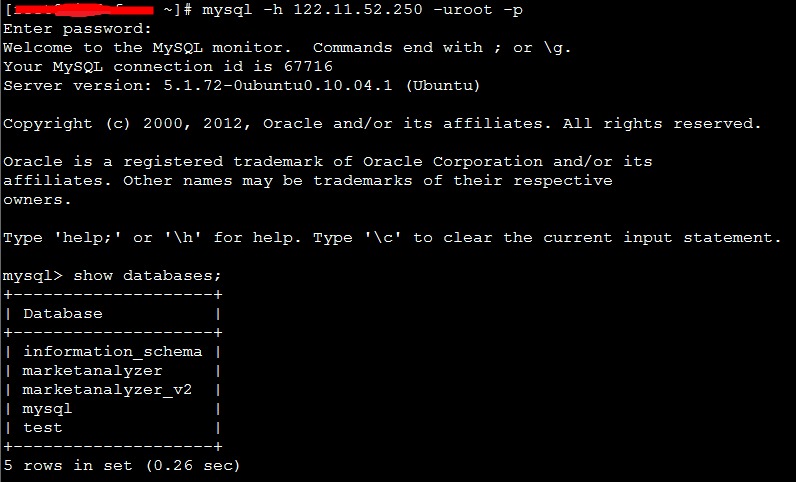 [ ~]# mysql -h 122.11.52.250 -uroot -p
Enter password:
Welcome to the MySQL monitor.  Commands end with ; or \g.
Your MySQL connection id is 67716
Server version: 5.1.72-0ubuntu0.10.04.1 (Ubuntu)
Copyright (c) 2000, 2012, Oracle and/or its affiliates. All rights reserved.
Oracle is a registered trademark of Oracle Corporation and/or its
affiliates. Other names may be trademarks of their respective
owners.
Type 'help;' or '\h' for help. Type '\c' to clear the current input statement.
mysql> show databases;
+--------------------+
| Database           |
+--------------------+
| information_schema |
| marketanalyzer     |
| marketanalyzer_v2  |
| mysql              |
| test               |
+--------------------+
5 rows in set (0.26 sec)